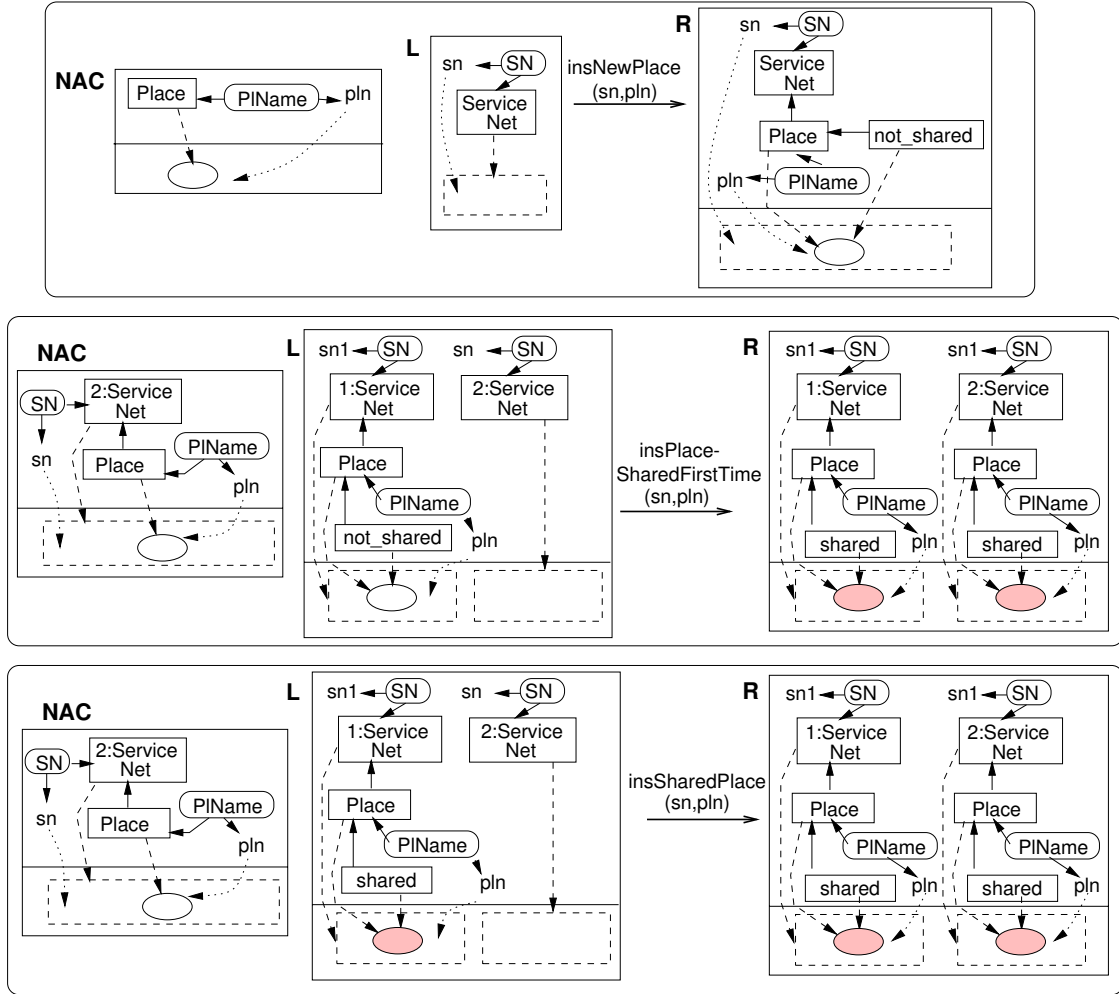 NAC
Place
PlName
pln
L
sn
SN
Service
Net
insNewPlace
(sn,pln)
R
sn
SN
Service
Net
Place
not_shared
pln
PlName
NAC
SN
2:Service
Net
sn
Place
PlName
pln
L
sn1
SN
sn
SN
1:Service
Net
2:Service
Net
Place
PlName
not_shared
pln
insPlace-
SharedFirstTime
(sn,pln)
R
sn1
SN
sn1
SN
1:Service
Net
2:Service
Net
Place
Place
PlName
PlName
shared
pln
shared
pln
NAC
SN
2:Service
Net
sn
Place
PlName
pln
L
sn1
SN
sn
SN
1:Service
Net
2:Service
Net
Place
PlName
shared
pln
insSharedPlace
(sn,pln)
R
sn1
SN
sn1
SN
1:Service
Net
2:Service
Net
Place
Place
PlName
PlName
shared
pln
shared
pln